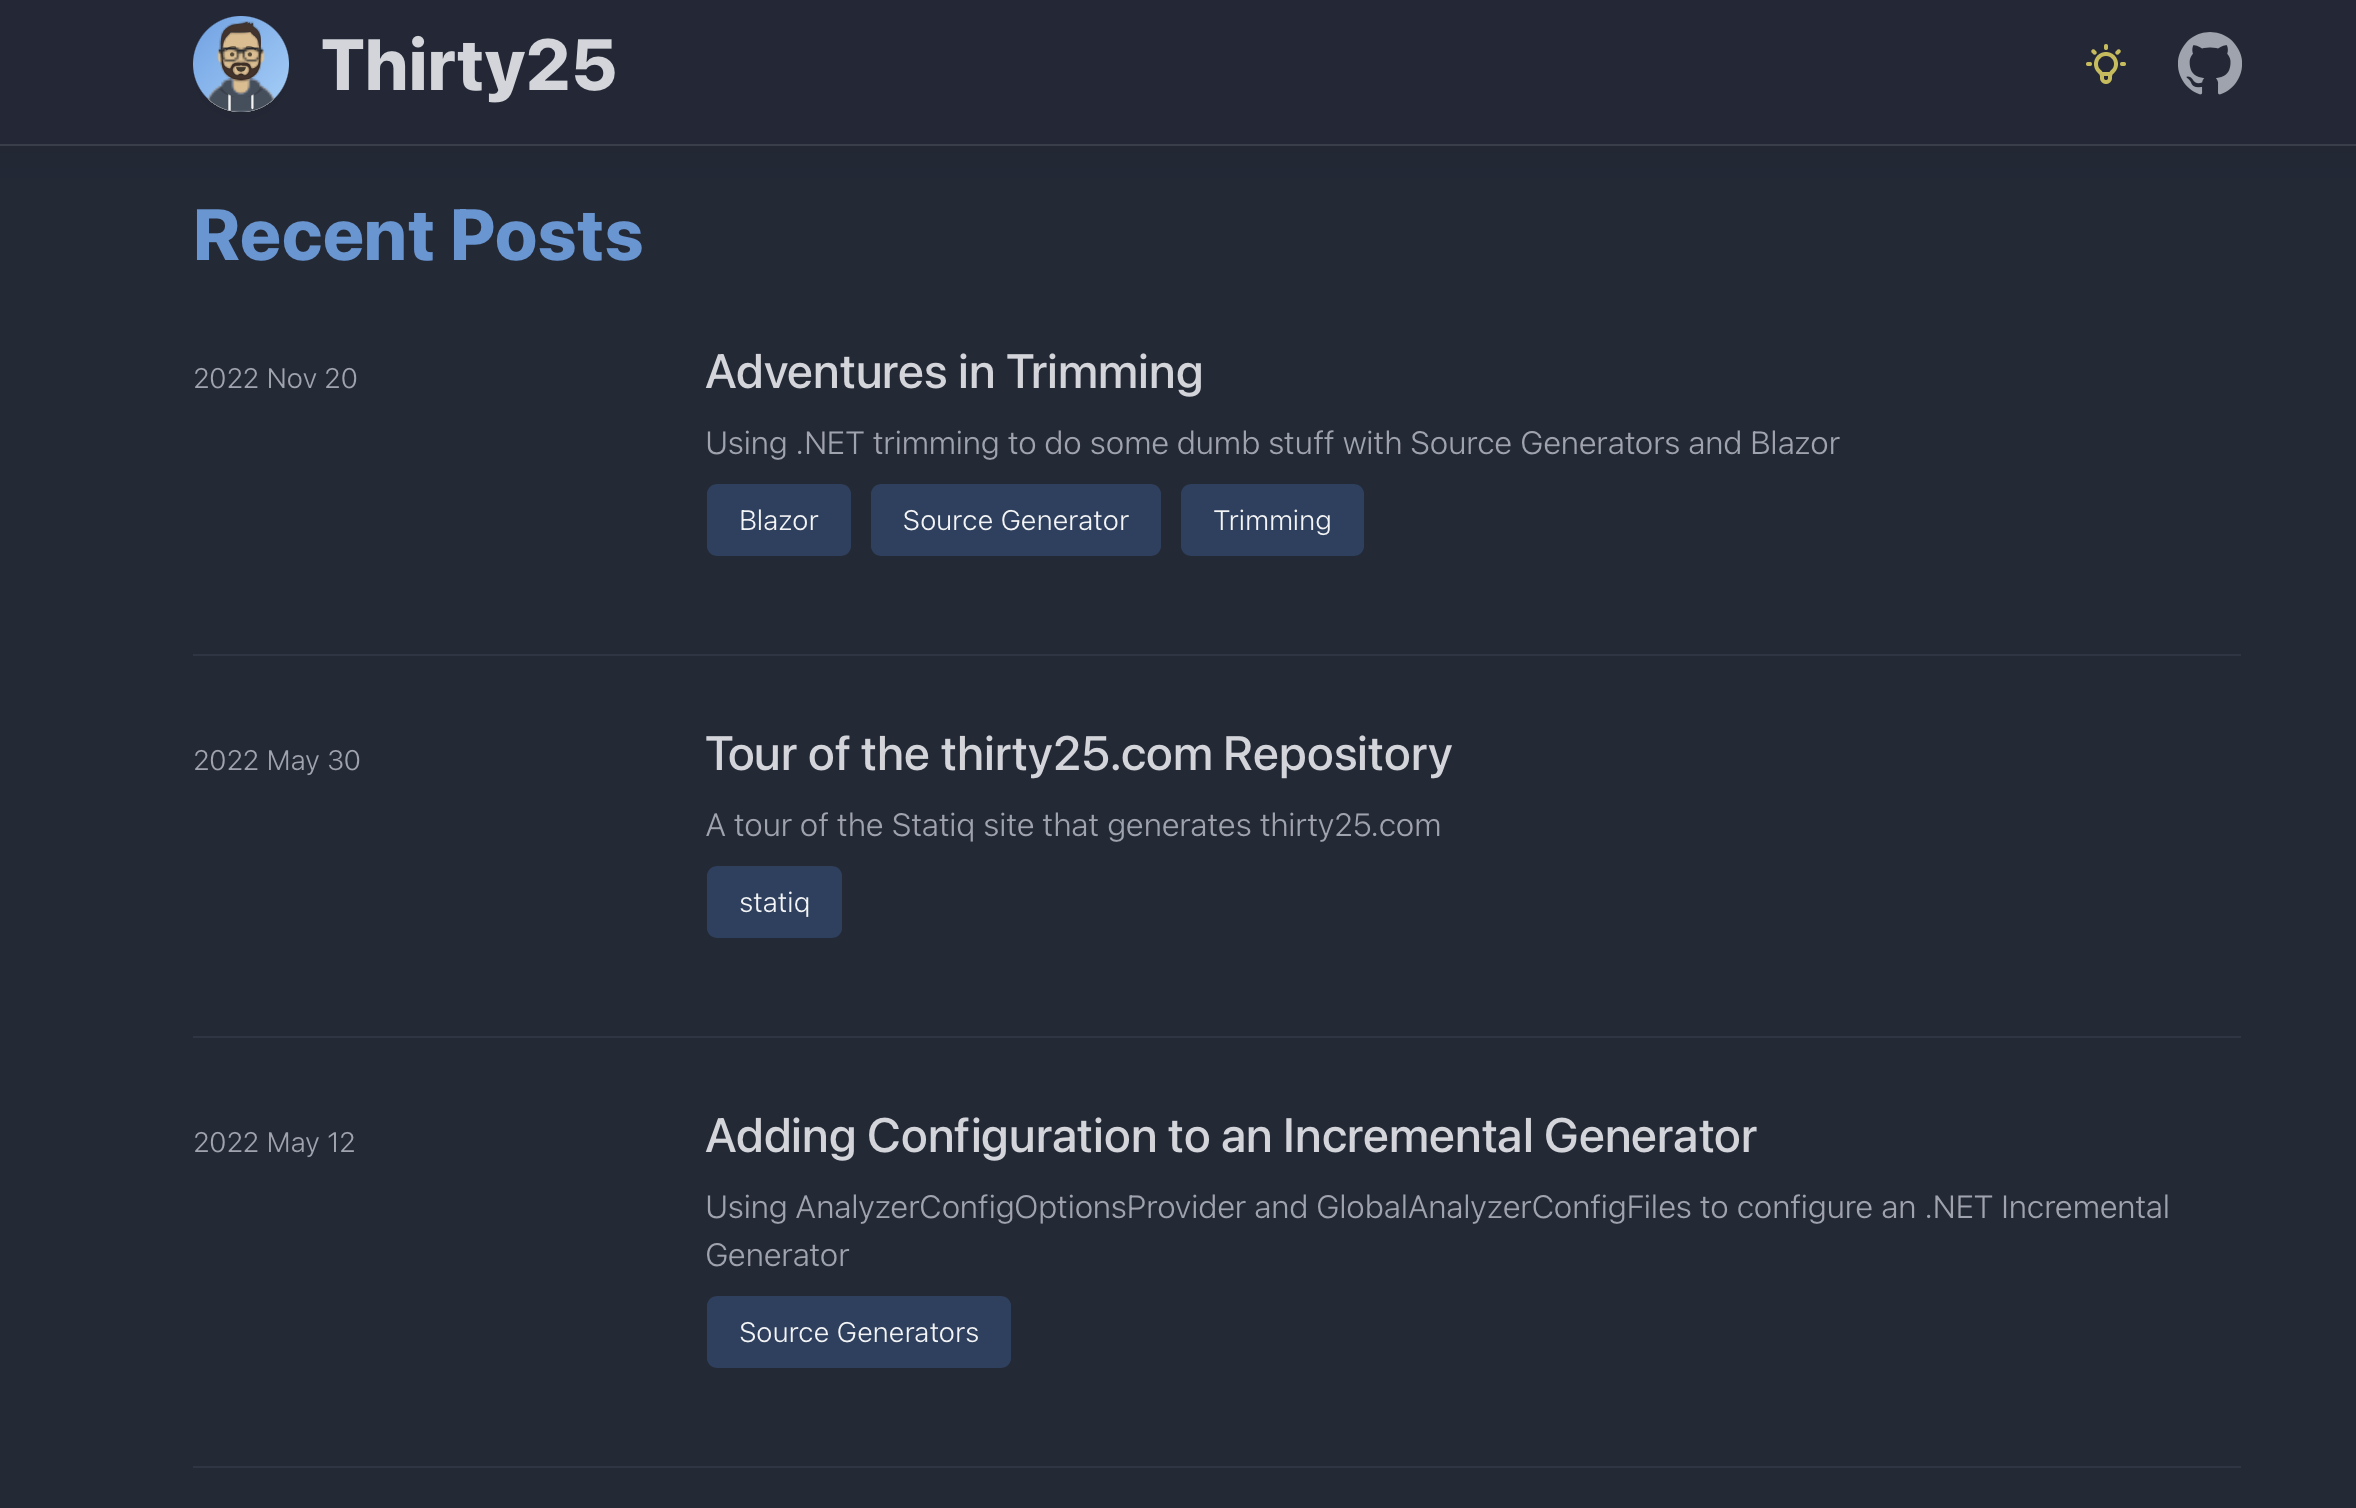 Thirty25
Recent Posts
2022 Nov 20
Adventures in Trimming
Using .NET trimming to do some dumb stuff with Source Generators and Blazor
Blazor
Source Generator
Trimming
2022 May 30
Tour of the thirty25.com Repository
A tour of the Statiq site that generates thirty25.com
statiq
2022 May 12
Adding Configuration to an Incremental Generator
Using AnalyzerConfigOptionsProvider and GlobalAnalyzerConfigFiles to configure an .NET Incremental
Generator
Source Generators